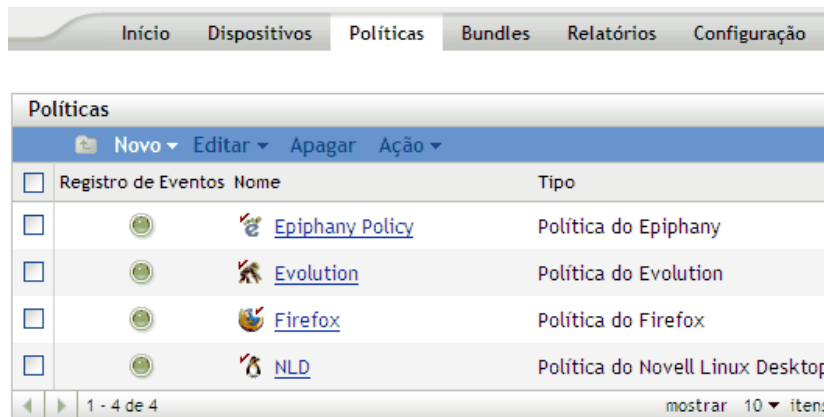 Início Dispositivos Políticas Bundles Relatórios Configuração
Políticas
Novo Editar Apagar Ação
Registro de Eventos Nome Tipo
Epiphany Policy Política do Epiphany
Evolution Política do Evolution
Firefox Política do Firefox
NLD Política do Novell Linux Desktop
1 - 4 de 4 mostrar 10 itens